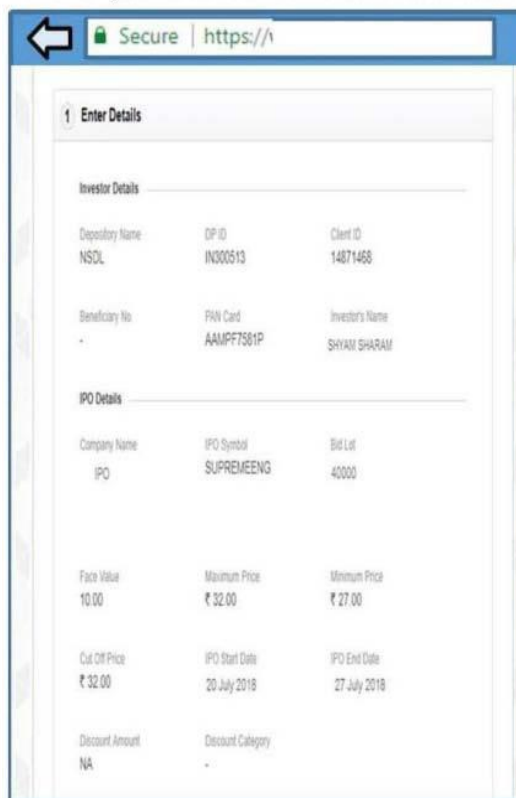 Secure | https://
1 Enter Details
Investor Details
Depository Name DP ID Client ID
NSDL IN300513 14871468
Beneficiary No PAN Card Investor's Name
- AAMPF7581P SHYAM SHARAM
IPO Details
Company Name IPO Symbol Bid Lot
IPO SUPREMEENG 40000
Face Value Maximum Price Minimum Price
10.00 ₹ 32.00 ₹ 27.00
Cut Off Price IPO Start Date IPO End Date
₹ 32.00 20 July 2018 27 July 2018
Discount Amount Discount Category
NA -